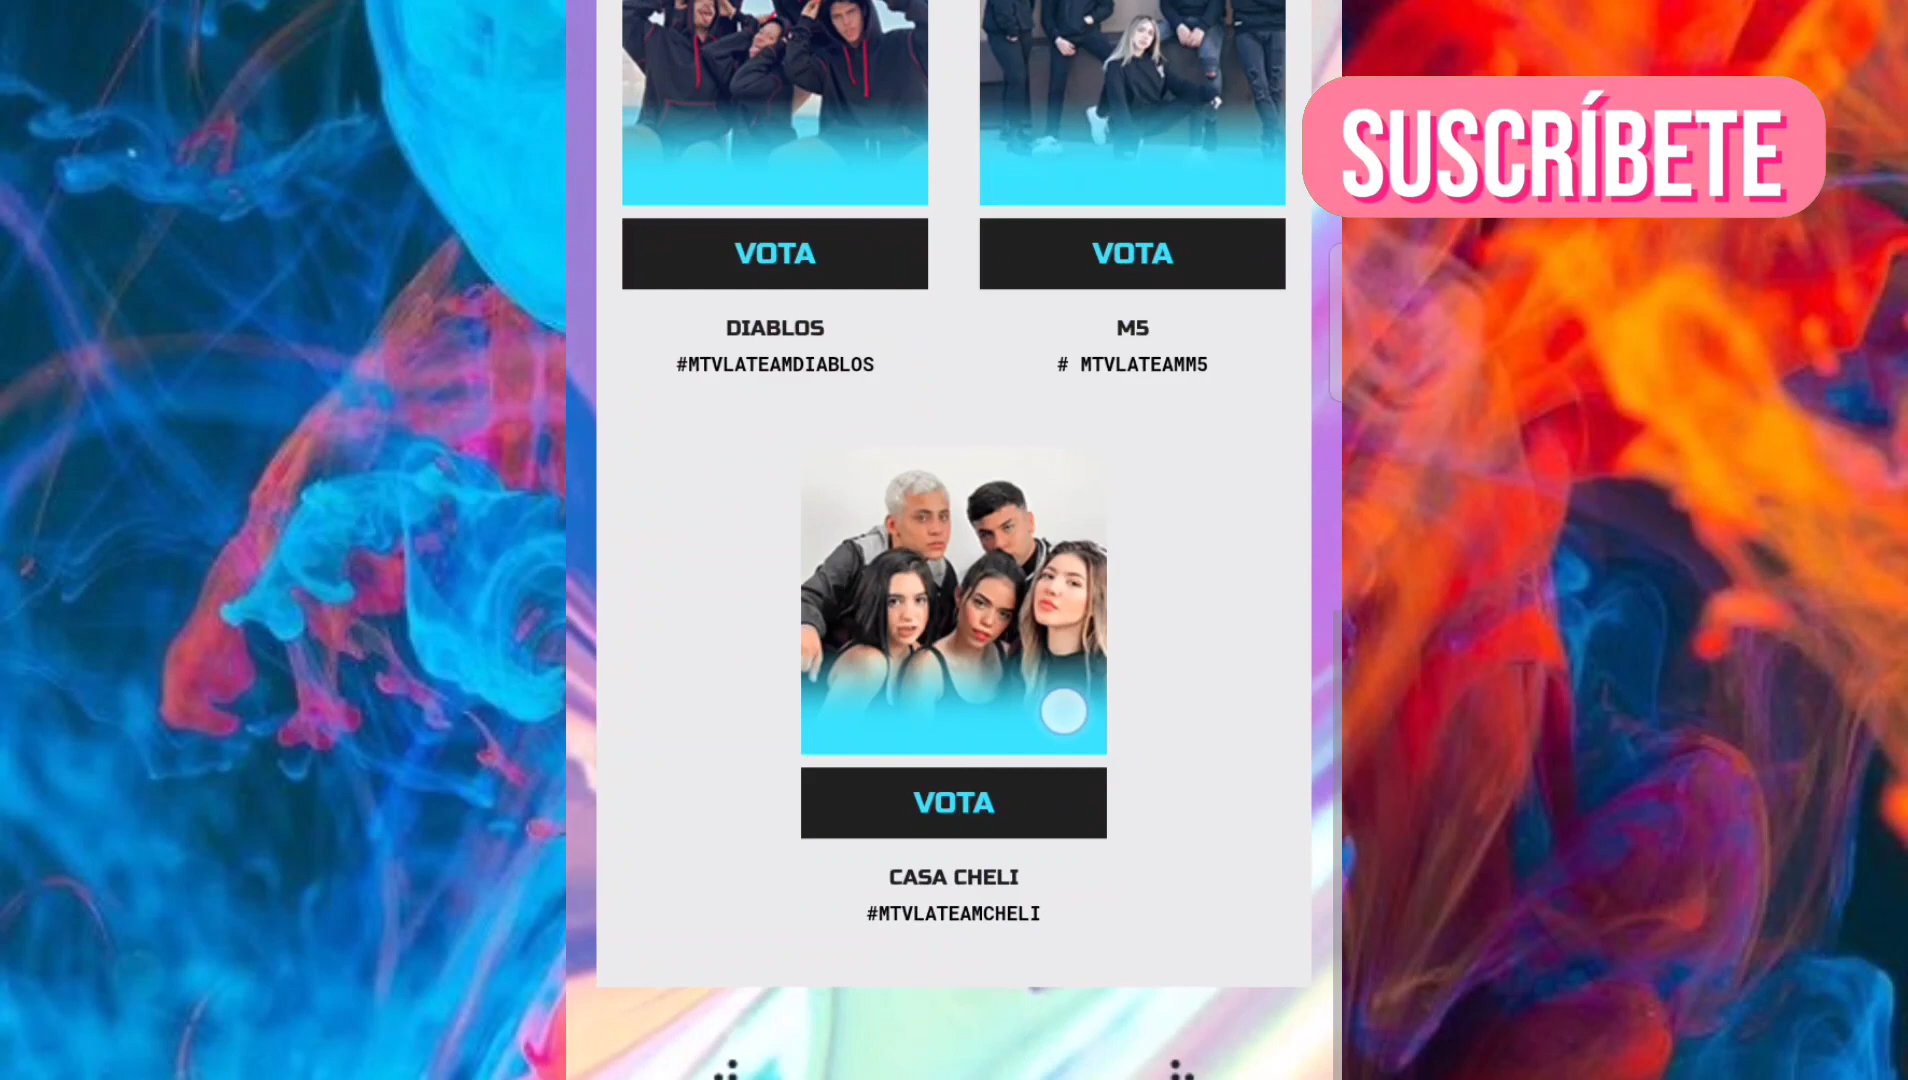 SUSCRÍBETE
VOTA
VOTA
DIABLOS
M5
#MTVLATEAMDIABLOS
# MTVLATEAMM5
VOTA
CASA CHELI
#MTVLATEAMCHELI